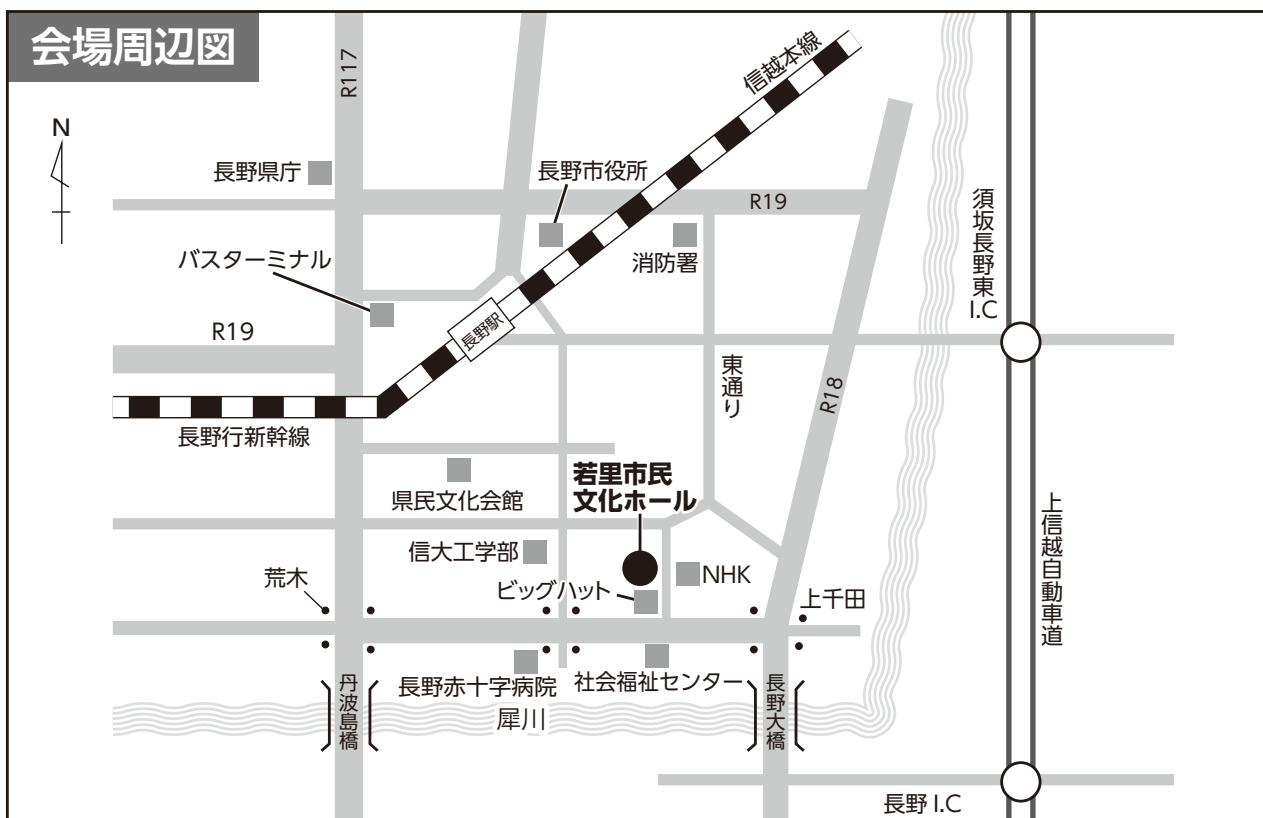 会場周辺図
R117
信越本線
N
長野県庁
長野市役所
R19
須坂長野東
I.C
消防署
バスターミナル
長野駅
R19
東通り
R18
長野行新幹線
県民文化会館
若里市民
文化ホール
上信越自動車道
信大工学部
NHK
荒木
ビッグハット
上千田
長野赤十字病院
社会福祉センター
丹波島橋
犀川
長野大橋
長野 I.C